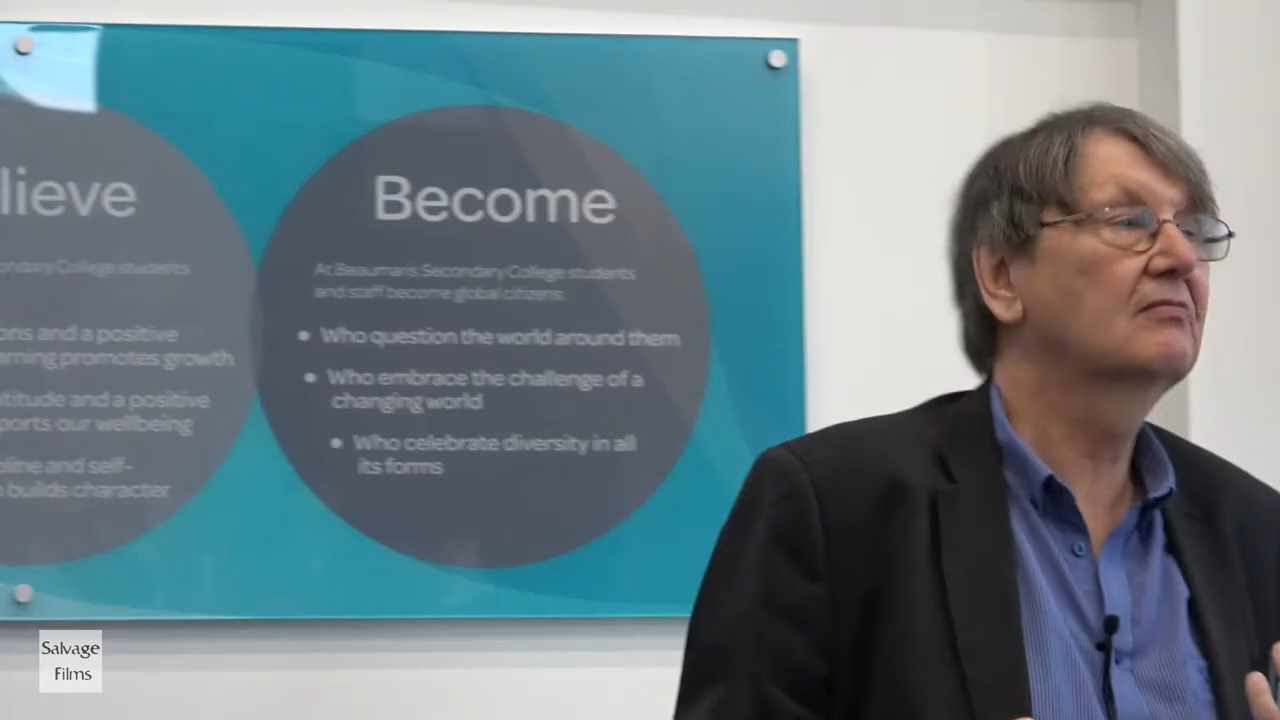 lieve
ondary College students
ons and a positive
arning promotes growth
atitude and a positive
ports our wellbeing
pline and self-
builds character
Become
At Beaumaris Secondary College students
and staff become global citizens:
Who question the world around them
Who embrace the challenge of a
changing world
Who celebrate diversity in all
its forms
Salvage
Films